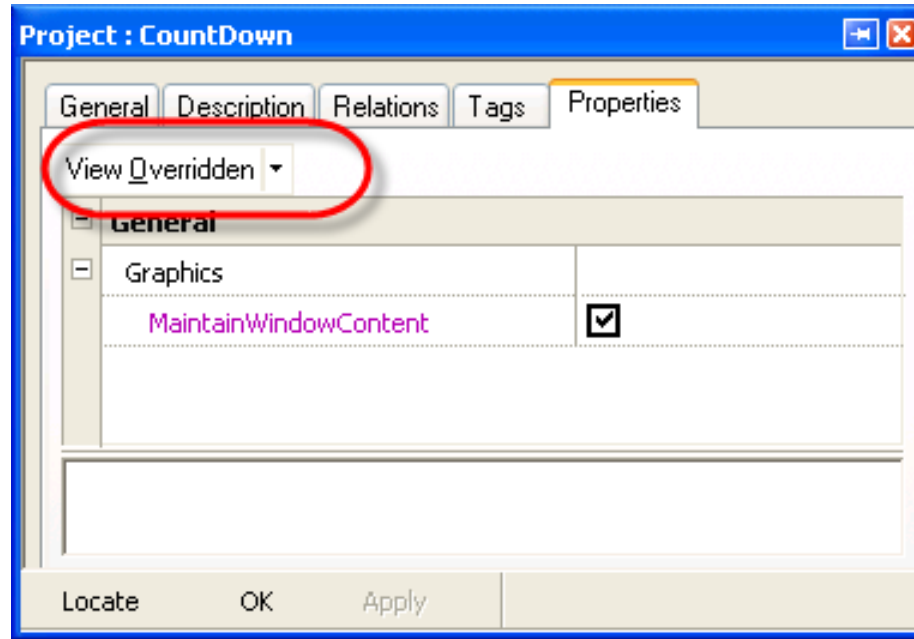 Project : CountDown
General Description Relations Tags Properties
View Overridden
General
Graphics
MaintainWindowContent
Locate OK Apply